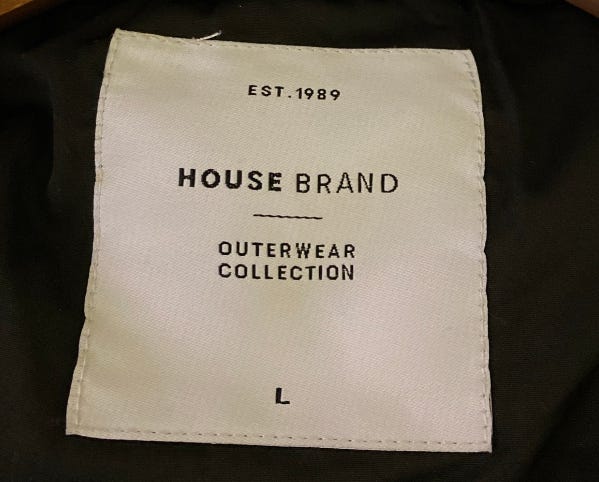 EST.1989
HOUSE BRAND
OUTERWEAR
COLLECTION
L